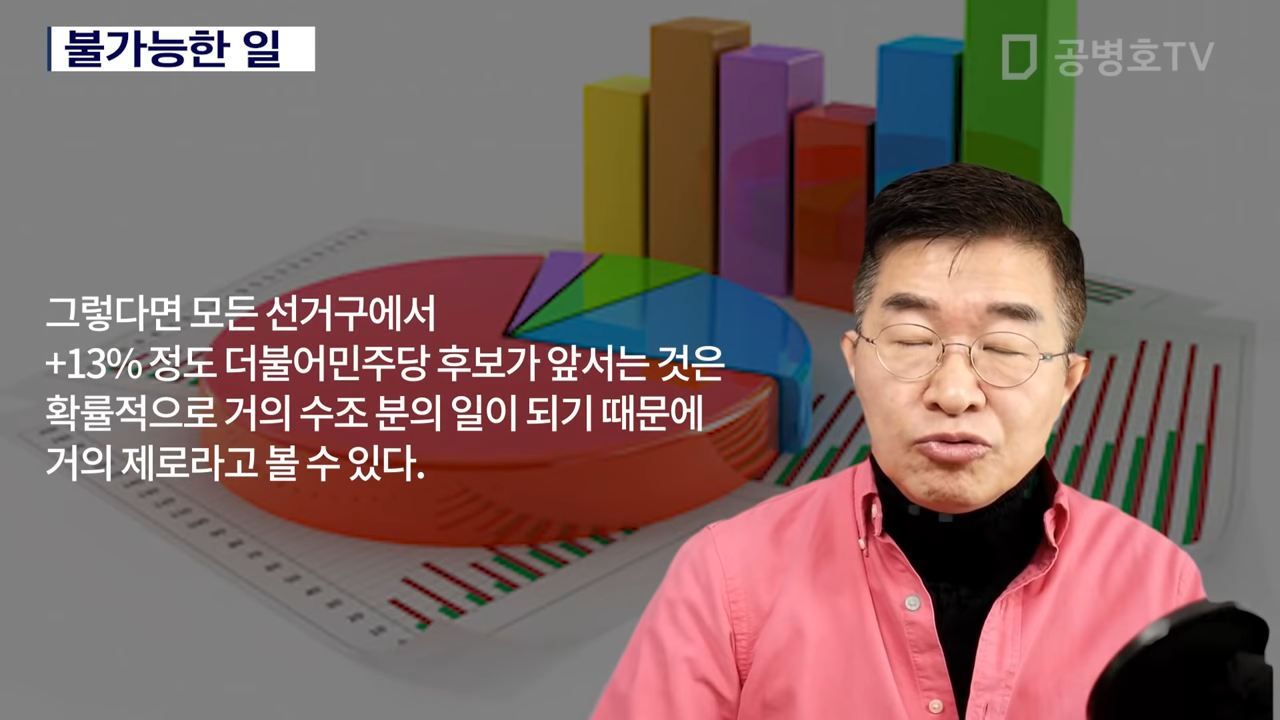 불가능한 일
공병호TV
그렇다면 모든 선거구에서
+13% 정도 더불어민주당 후보가 앞서는 것은
확률적으로 거의 수조 분의 일이 되기 때문에
거의 제로라고 볼 수 있다.